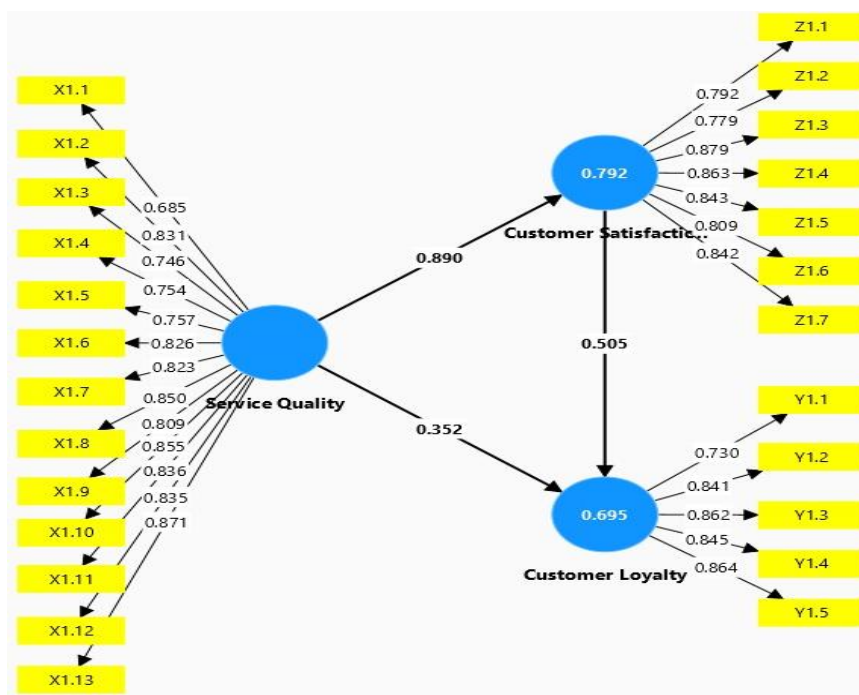 X1.1
X1.2
X1.3
X1.4
X1.5
X1.6
X1.7
X1.8
X1.9
X1.10
X1.11
X1.12
X1.13
0.685
0.831
0.746
0.754
0.757
0.826
0.823
0.850
0.809
0.855
0.836
0.835
0.871
Service Quality
0.890
0.352
0.792
Customer Satisfactic..
0.505
0.695
Customer Loyalty
0.792
0.779
0.879
0.863
0.843
0.809
0.842
Z1.1
Z1.2
Z1.3
Z1.4
Z1.5
Z1.6
Z1.7
0.730
0.841
0.862
0.845
0.864
Y1.1
Y1.2
Y1.3
Y1.4
Y1.5